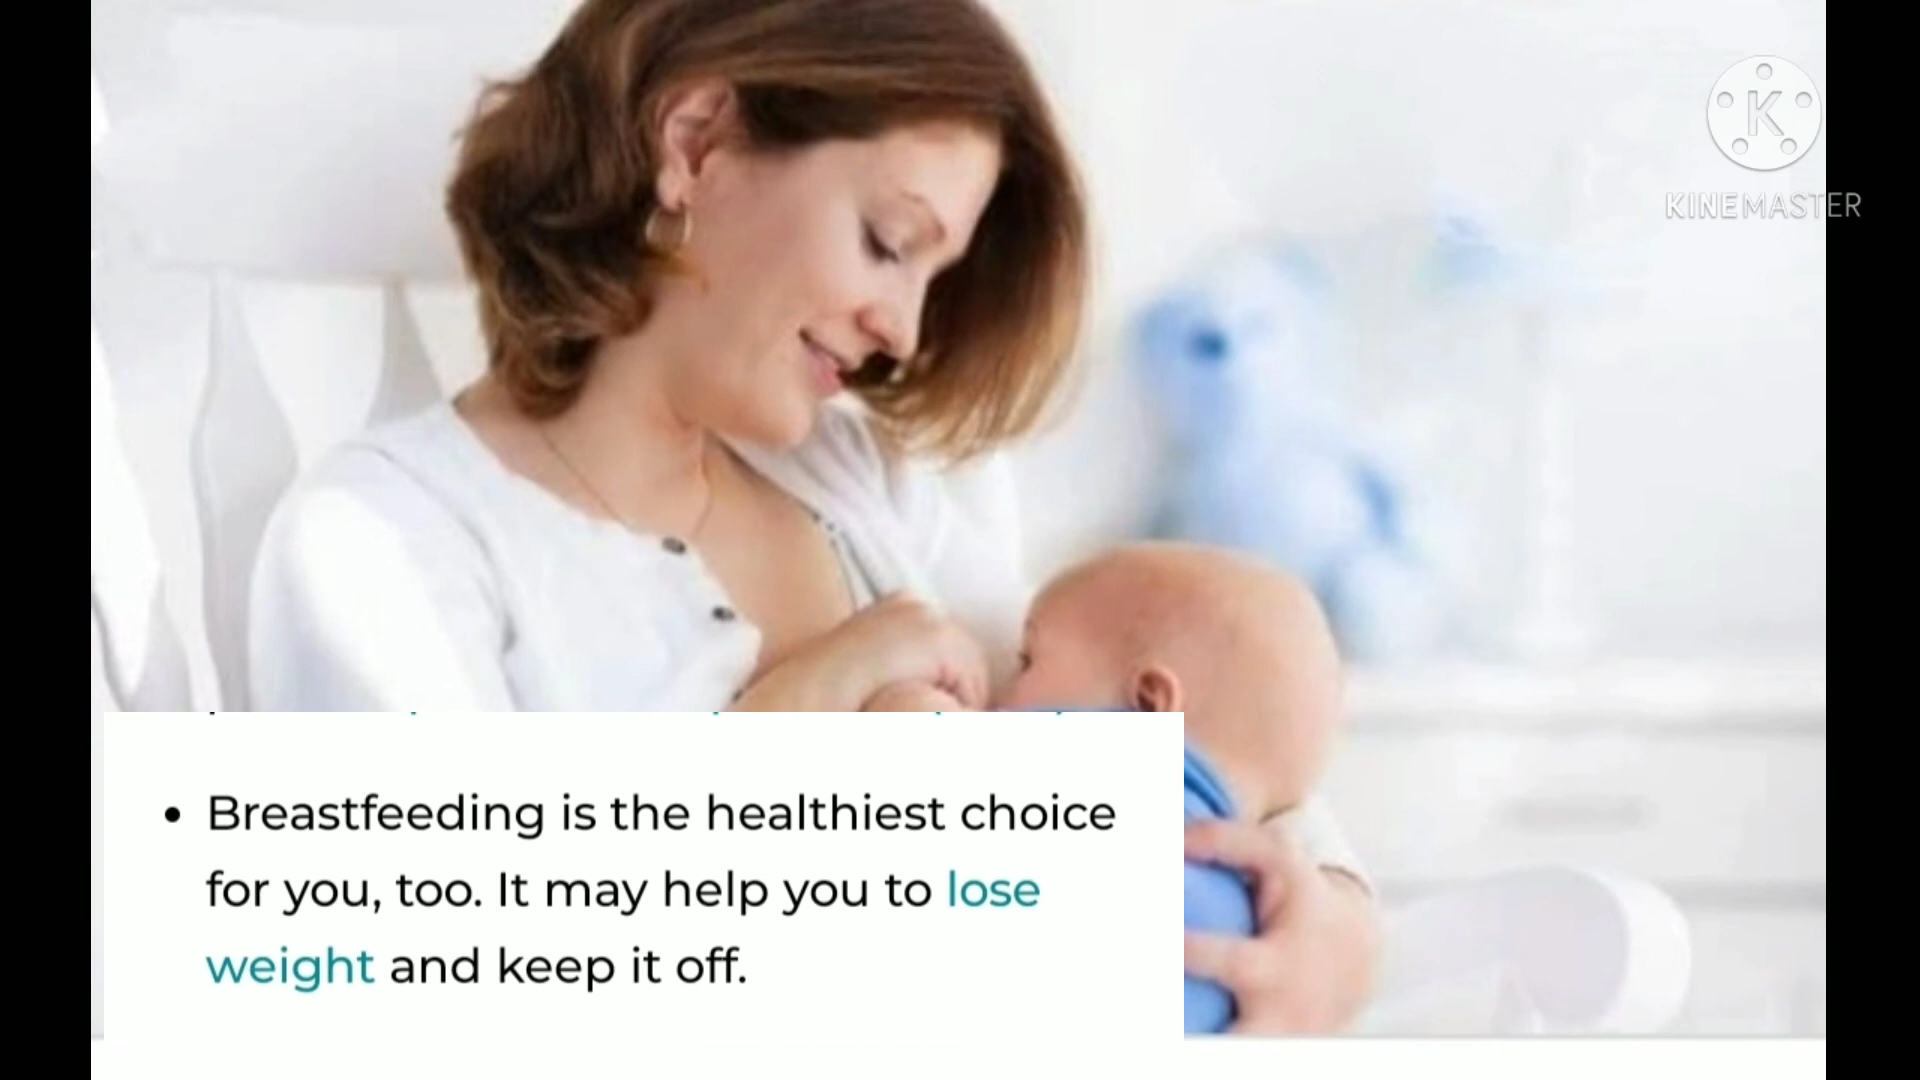 K
KINEMASTER
• Breastfeeding is the healthiest choice
for you, too. It may help you to lose
weight and keep it off.